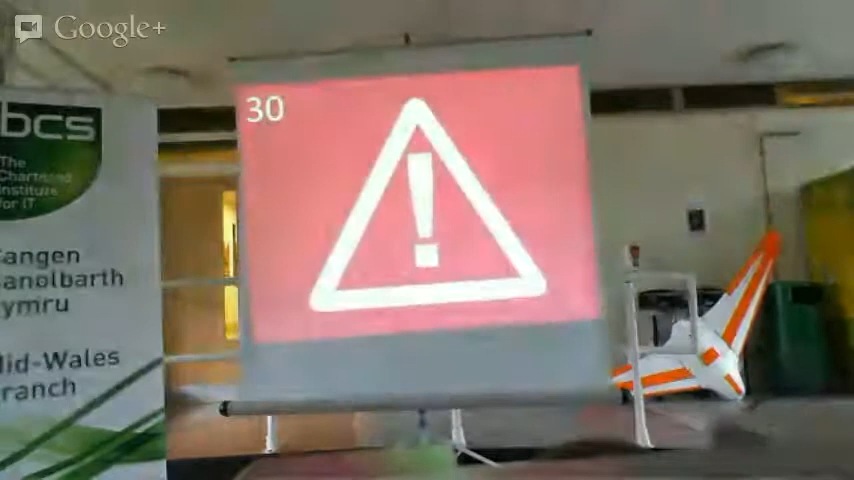 Google+
30
bcs
The
Chartered
Institute
for IT
angen
anolbarth
ymru
id-Wales
ranch